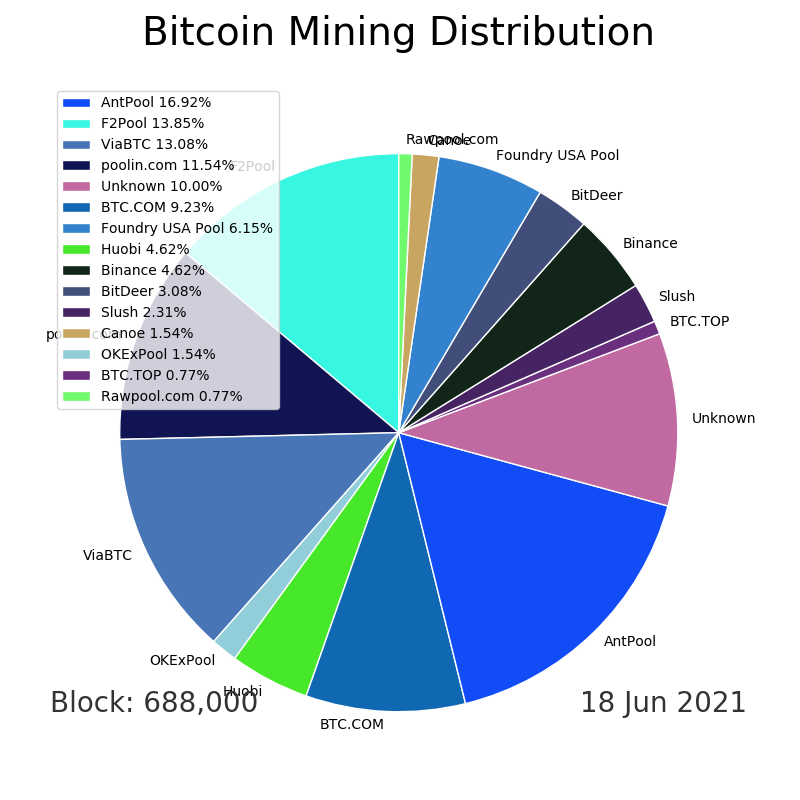 Bitcoin Mining Distribution
AntPool 16.92%
F2Pool 13.85%
ViaBTC 13.08%
poolin.com 11.54%
Unknown 10.00%
BTC.COM 9.23%
Foundry USA Pool 6.15%
Huobi 4.62%
Binance 4.62%
BitDeer 3.08%
Slush 2.31%
Canoe 1.54%
OKExPool 1.54%
BTC.TOP 0.77%
Rawpool.com 0.77%
Rawpool.com
Canoe
Foundry USA Pool
BitDeer
Binance
Slush
BTC.TOP
Unknown
AntPool
BTC.COM
Huobi
OKExPool
ViaBTC
poolin.com
F2Pool
Block: 688,000
18 Jun 2021